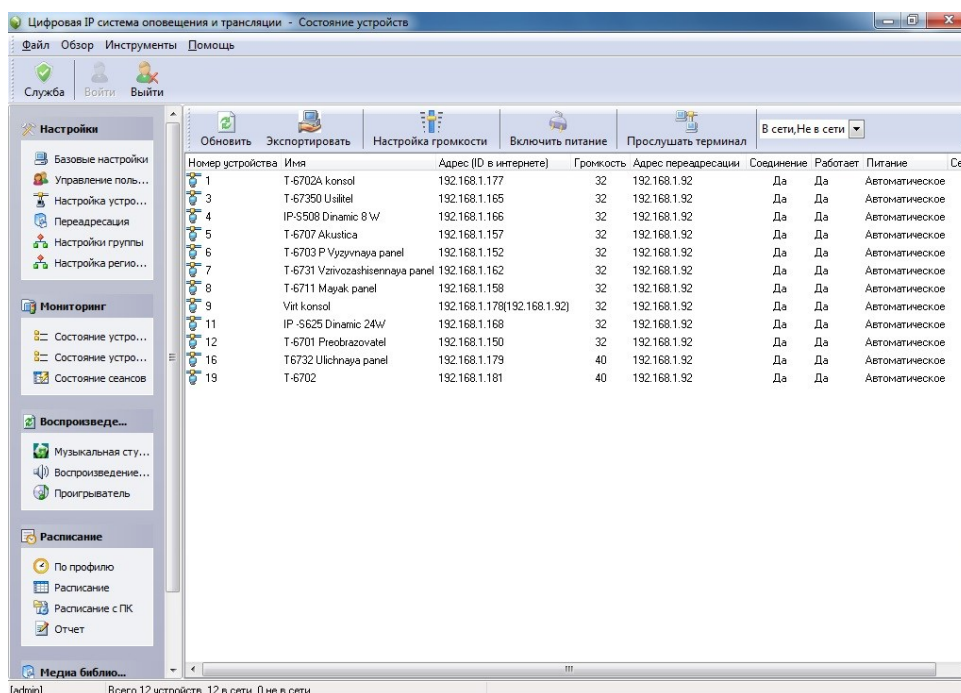 Цифровая IP система оповещения и трансляции - Состояние устройств
Файл Обзор Инструменты Помощь
Служба Войти Выйти
Настройки
Базовые настройки
Управление поль...
Настройка устро...
Переадресация
Настройки группы
Настройка регио...
Мониторинг
Состояние устро...
Состояние устро...
Состояние сеансов
Воспроизведе...
Музыкальная сту...
Воспроизведение...
Проигрыватель
Расписание
По профилю
Расписание
Расписание с ПК
Отчет
Медиа библио...
Обновить Экспортировать Настройка громкости Включить питание Прослушать терминал В сети,Не в сети
Номер устройства Имя Адрес (ID в интернете) Громкость Адрес переадресации Соединение Работает Питание Се
1 T-6702A konsol 192.168.1.177 32 192.168.1.92 Да Да Автоматическое
3 T-67350 Usilitel 192.168.1.165 32 192.168.1.92 Да Да Автоматическое
4 IP-S508 Dinamic 8 W 192.168.1.166 32 192.168.1.92 Да Да Автоматическое
5 T-6707 Akustica 192.168.1.157 32 192.168.1.92 Да Да Автоматическое
6 T-6703 P Vyzyvnaya panel 192.168.1.152 32 192.168.1.92 Да Да Автоматическое
7 T-6731 Vzrivozashisennaya panel 192.168.1.162 32 192.168.1.92 Да Да Автоматическое
8 T-6711 Mayak panel 192.168.1.158 32 192.168.1.92 Да Да Автоматическое
9 Virt konsol 192.168.1.178(192.168.1.92) 32 192.168.1.92 Да Да Автоматическое
11 IP -S625 Dinamic 24W 192.168.1.168 32 192.168.1.92 Да Да Автоматическое
12 T-6701 Preobrazovatel 192.168.1.150 32 192.168.1.92 Да Да Автоматическое
16 T6732 Ulichnaya panel 192.168.1.179 40 192.168.1.92 Да Да Автоматическое
19 T-6702 192.168.1.181 40 192.168.1.92 Да Да Автоматическое
[admin] Всего 12 устройств, 12 в сети, 0 не в сети